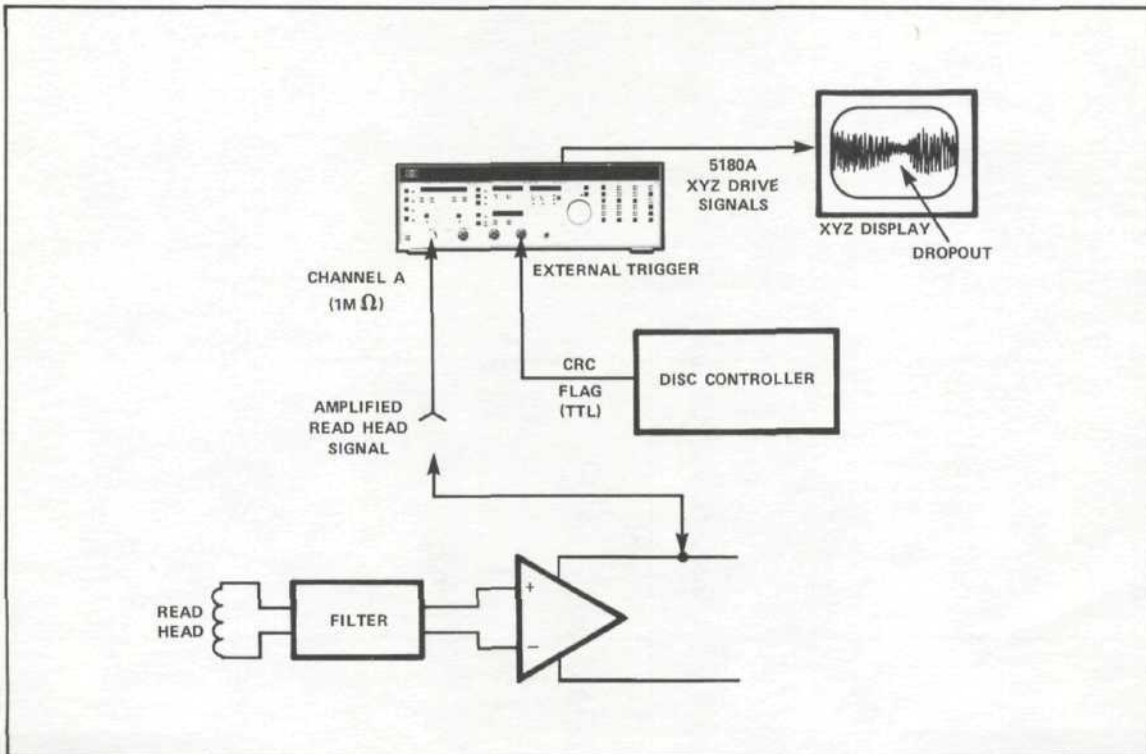 5180A
XYZ DRIVE
SIGNALS
XYZ DISPLAY
DROPOUT
CHANNEL A
(1M Ω)
EXTERNAL TRIGGER
CRC
FLAG
(TTL)
DISC CONTROLLER
AMPLIFIED
READ HEAD
SIGNAL
READ
HEAD
FILTER
+
−